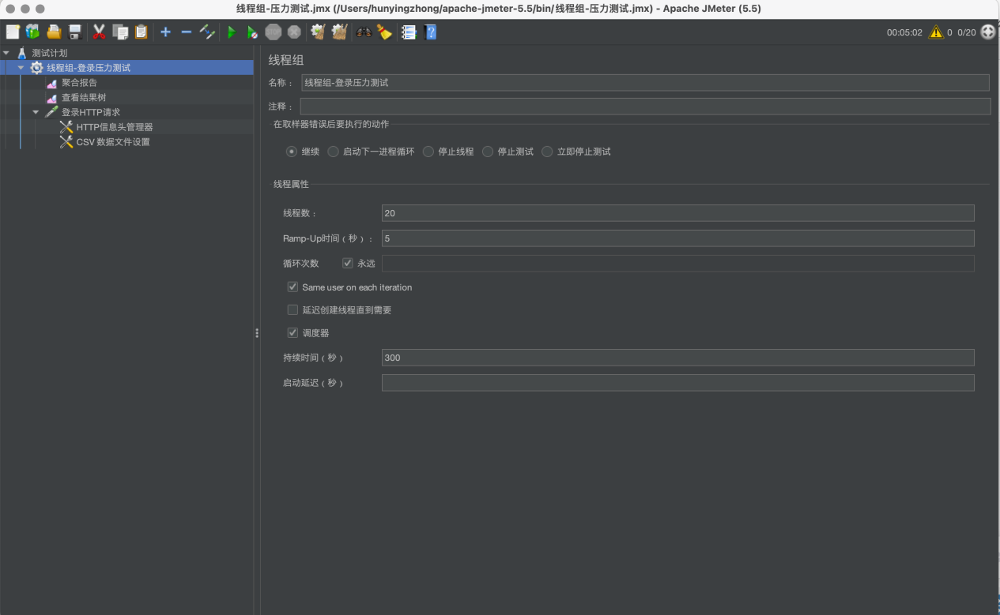 线程组-压力测试.jmx (/Users/hunyingzhong/apache-jmeter-5.5/bin/线程组-压力测试.jmx) - Apache JMeter (5.5)
STOP
00:05:02 0 0/20
测试计划
线程组-登录压力测试
聚合报告
查看结果树
登录HTTP请求
HTTP信息头管理器
CSV 数据文件设置
线程组
名称： 线程组-登录压力测试
注释：
在取样器错误后要执行的动作
继续 启动下一进程循环 停止线程 停止测试 立即停止测试
线程属性
线程数： 20
Ramp-Up时间（秒）： 5
循环次数 永远
Same user on each iteration
延迟创建线程直到需要
调度器
持续时间（秒） 300
启动延迟（秒）